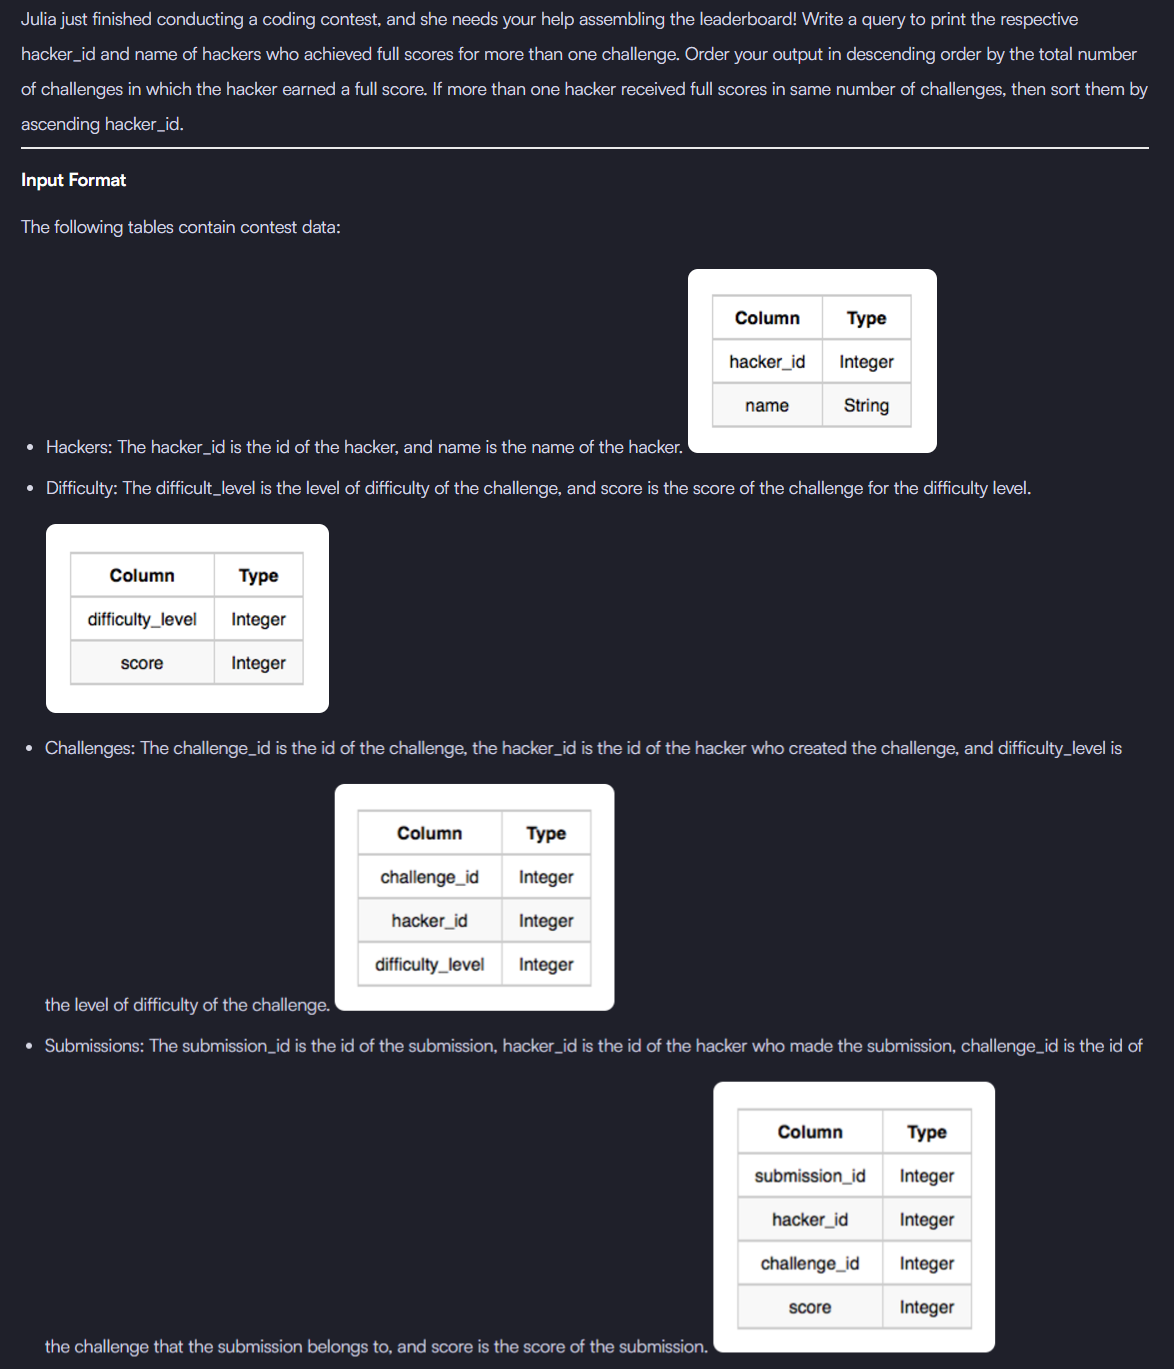 Julia just finished conducting a coding contest, and she needs your help assembling the leaderboard! Write a query to print the respective
hacker_id and name of hackers who achieved full scores for more than one challenge. Order your output in descending order by the total number
of challenges in which the hacker earned a full score. If more than one hacker received full scores in same number of challenges, then sort them by
ascending hacker_id.
Input Format
The following tables contain contest data:
Column Type
hacker_id Integer
name String
Hackers: The hacker_id is the id of the hacker, and name is the name of the hacker.
Difficulty: The difficult_level is the level of difficulty of the challenge, and score is the score of the challenge for the difficulty level.
Column Type
difficulty_level Integer
score Integer
Challenges: The challenge_id is the id of the challenge, the hacker_id is the id of the hacker who created the challenge, and difficulty_level is
Column Type
challenge_id Integer
hacker_id Integer
difficulty_level Integer
the level of difficulty of the challenge.
Submissions: The submission_id is the id of the submission, hacker_id is the id of the hacker who made the submission, challenge_id is the id of
Column Type
submission_id Integer
hacker_id Integer
challenge_id Integer
score Integer
the challenge that the submission belongs to, and score is the score of the submission.